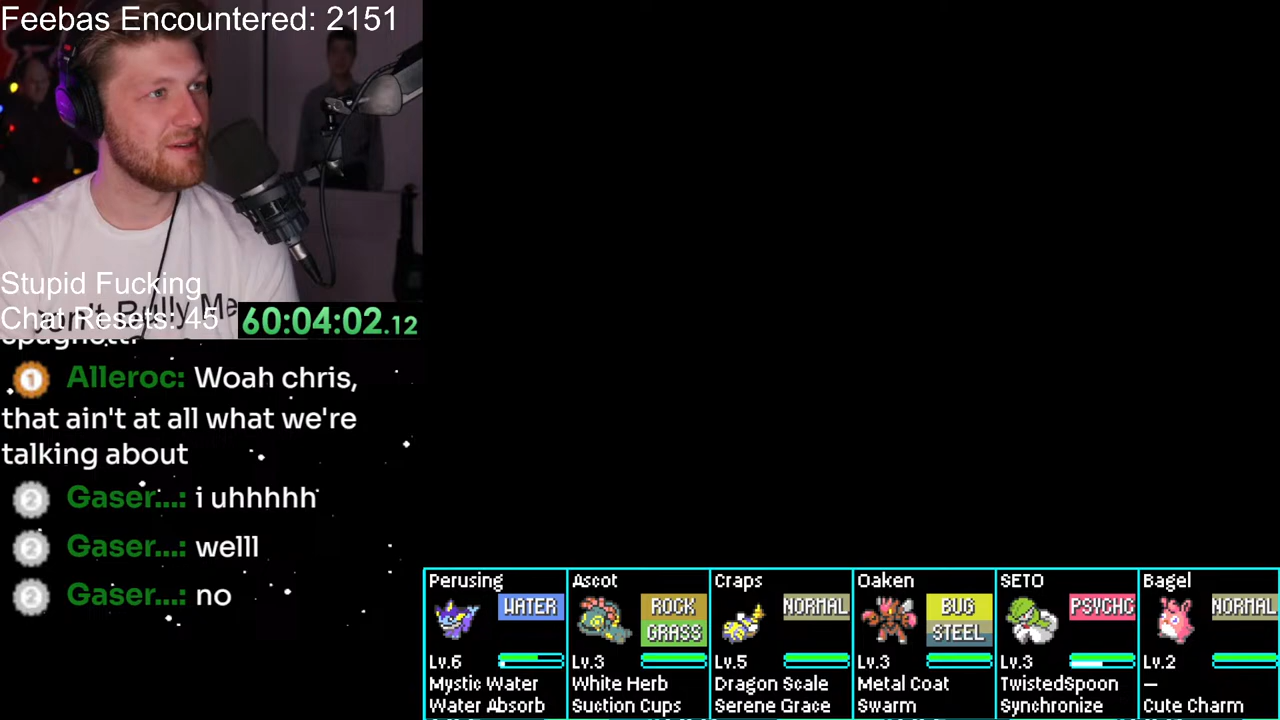 Feebas Encountered: 2151
Stupid Fucking
Chat Resets: 45
60:04:02.12
spaghetti.
Alleroc: Woah chris,
that ain't at all what we're
talking about
Gaser...: i uhhhhh
Gaser...: welll
Gaser...: no
Perusing
WATER
Lv.6
Mystic Water
Water Absorb
Ascot
ROCK
GRASS
Lv.3
White Herb
Suction Cups
Craps
NORMAL
Lv.5
Dragon Scale
Serene Grace
Oaken
BUG
STEEL
Lv.3
Metal Coat
Swarm
SETO
PSYCHC
Lv.3
TwistedSpoon
Synchronize
Bagel
NORMAL
Lv.2
—
Cute Charm